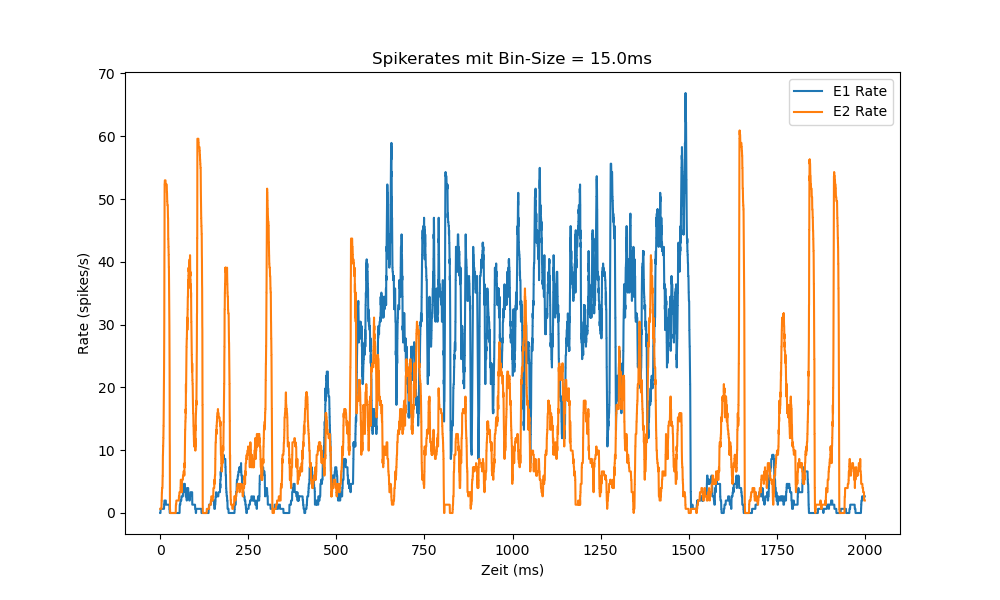 Spikerates mit Bin-Size = 15.0ms
70
60
50
40
30
20
10
0
Rate (spikes/s)
E1 Rate
E2 Rate
0 250 500 750 1000 1250 1500 1750 2000
Zeit (ms)